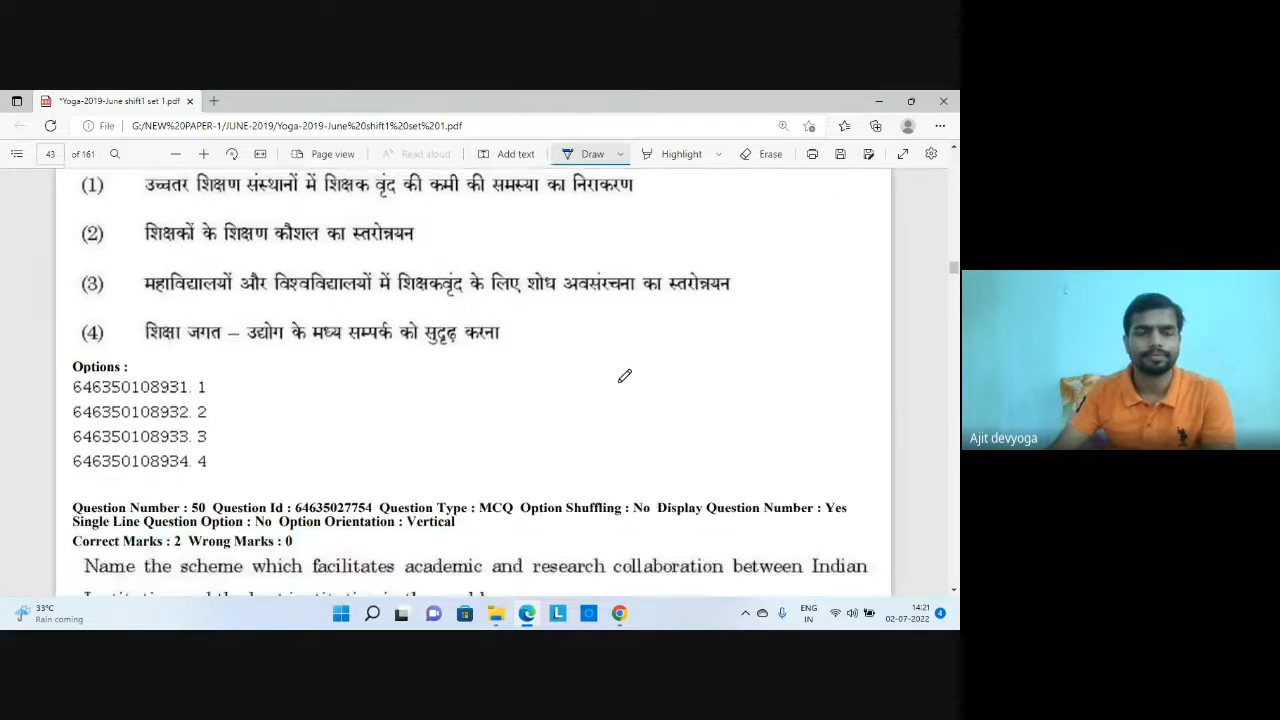 *Yoga-2019-June shift1 set 1.pdf
File G:/NEW%20PAPER-1/JUNE-2019/Yoga-2019-June%20shift1%20set%201.pdf
43 of 161 Page view Read aloud Add text Draw Highlight Erase
(1) उच्चतर शिक्षण संस्थानों में शिक्षक वृंद की कमी की समस्या का निराकरण
(2) शिक्षकों के शिक्षण कौशल का स्तरोन्नयन
(3) महाविद्यालयों और विश्वविद्यालयों में शिक्षकवृंद के लिए शोध अवसंरचना का स्तरोन्नयन
(4) शिक्षा जगत – उद्योग के मध्य सम्पर्क को सुदृढ़ करना
Options :
646350108931. 1
646350108932. 2
646350108933. 3
646350108934. 4
Question Number : 50 Question Id : 64635027754 Question Type : MCQ Option Shuffling : No Display Question Number : Yes
Single Line Question Option : No Option Orientation : Vertical
Correct Marks : 2 Wrong Marks : 0
Name the scheme which facilitates academic and research collaboration between Indian
Ajit devyoga
33°C
Rain coming
ENG
IN
14:21
02-07-2022
4